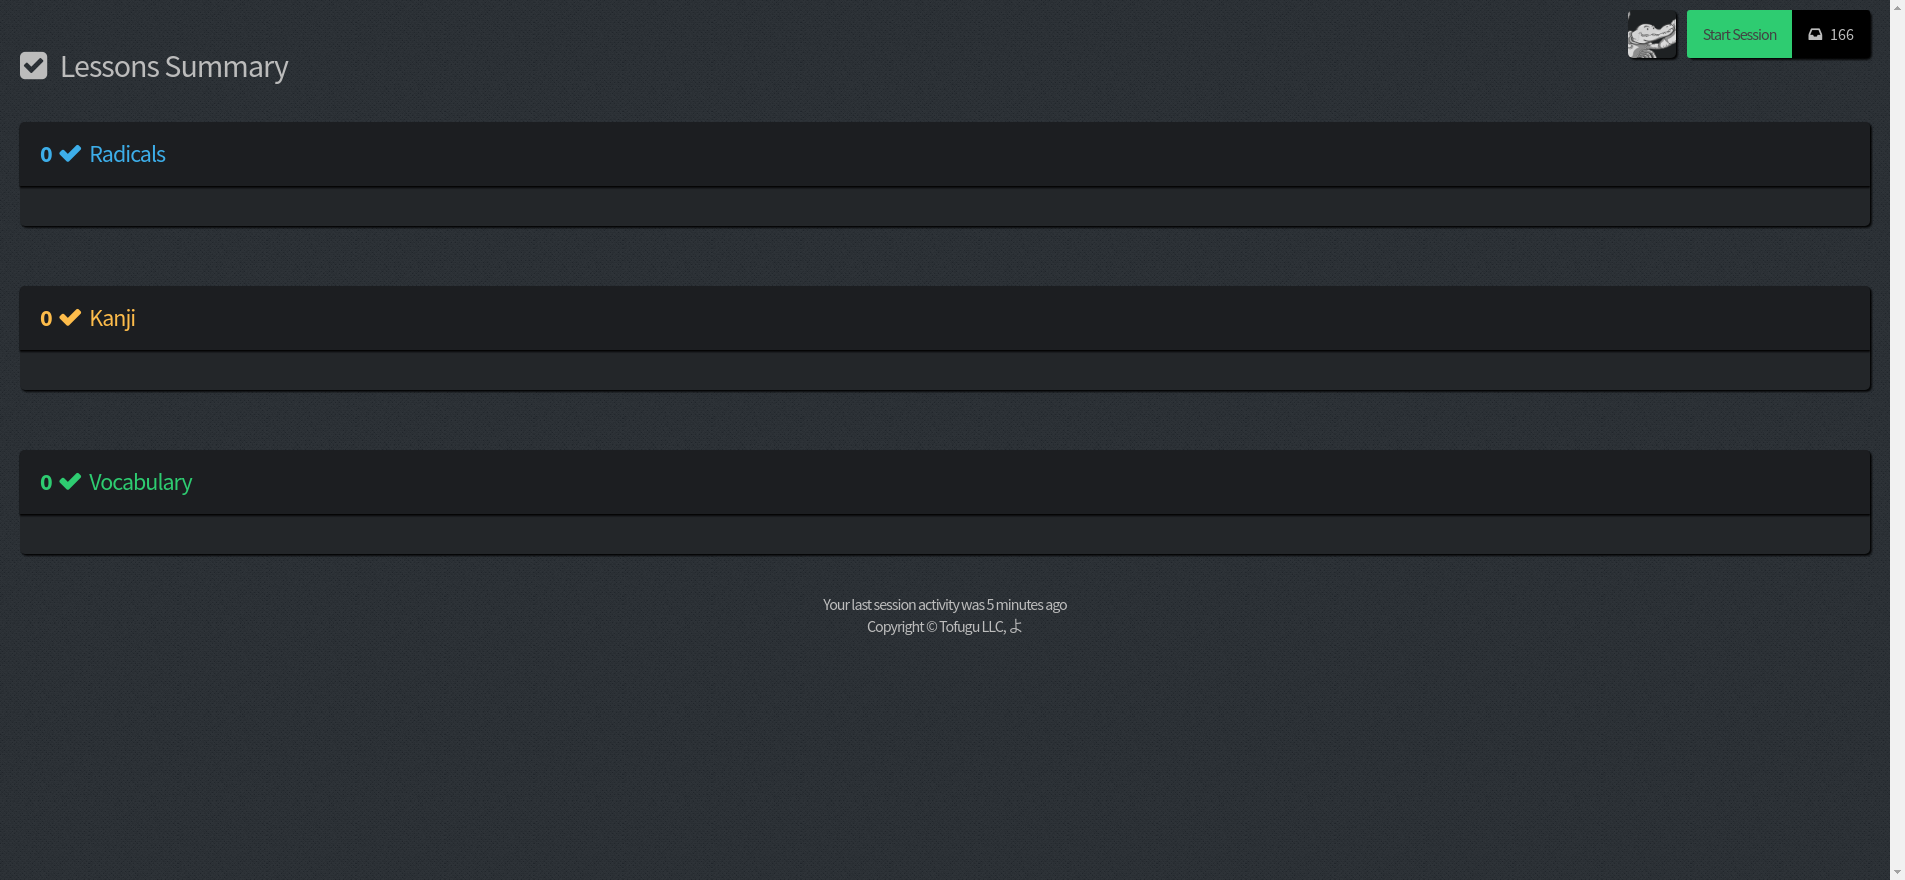 Lessons Summary
Start Session 166
0 Radicals
0 Kanji
0 Vocabulary
Your last session activity was 5 minutes ago
Copyright © Tofugu LLC, よ